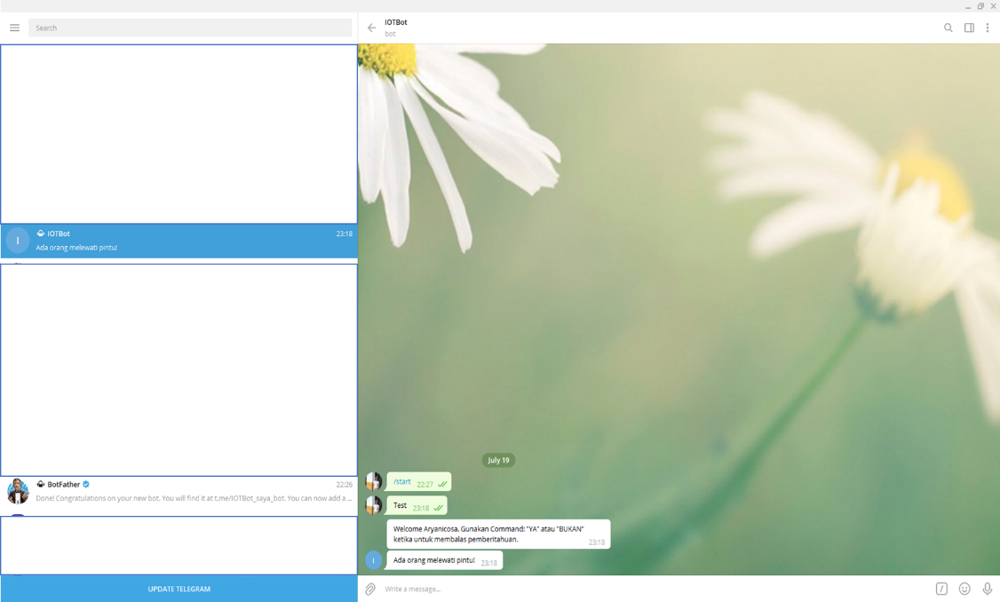 Search
IOTBot
bot
I
IOTBot
23:18
Ada orang melewati pintu!
BotFather
22:26
Done! Congratulations on your new bot. You will find it at t.me/IOTBot_saya_bot. You can now add a ...
UPDATE TELEGRAM
July 19
/start 22:27
Test 23:18
Welcome Aryanicosa. Gunakan Command: "YA" atau "BUKAN"
ketika untuk membalas pemberitahuan.
23:18
I
Ada orang melewati pintu! 23:18
Write a message...